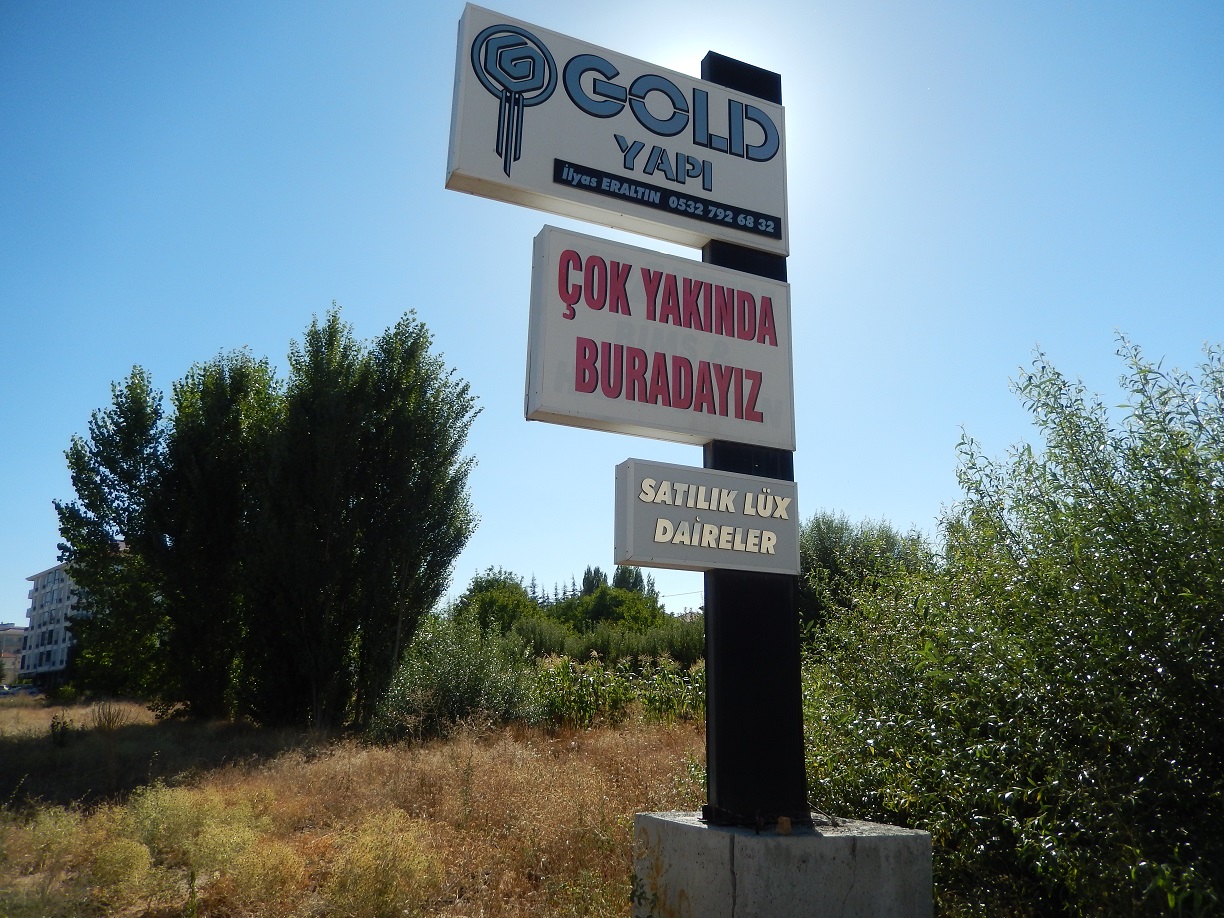 GOLD
YAPI
İlyas ERALTIN 0532 792 68 32
ÇOK YAKINDA
BURADAYIZ
SATILIK LÜX
DAİRELER